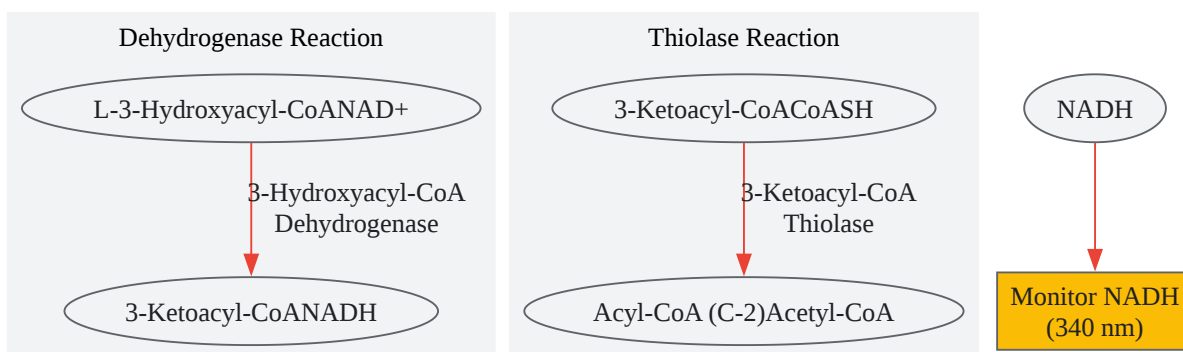 Dehydrogenase Reaction
L-3-Hydroxyacyl-CoANAD+
3-Hydroxyacyl-CoA
Dehydrogenase
3-Ketoacyl-CoANADH
Thiolase Reaction
3-Ketoacyl-CoACoASH
3-Ketoacyl-CoA
Thiolase
Acyl-CoA (C-2)Acetyl-CoA
NADH
Monitor NADH
(340 nm)